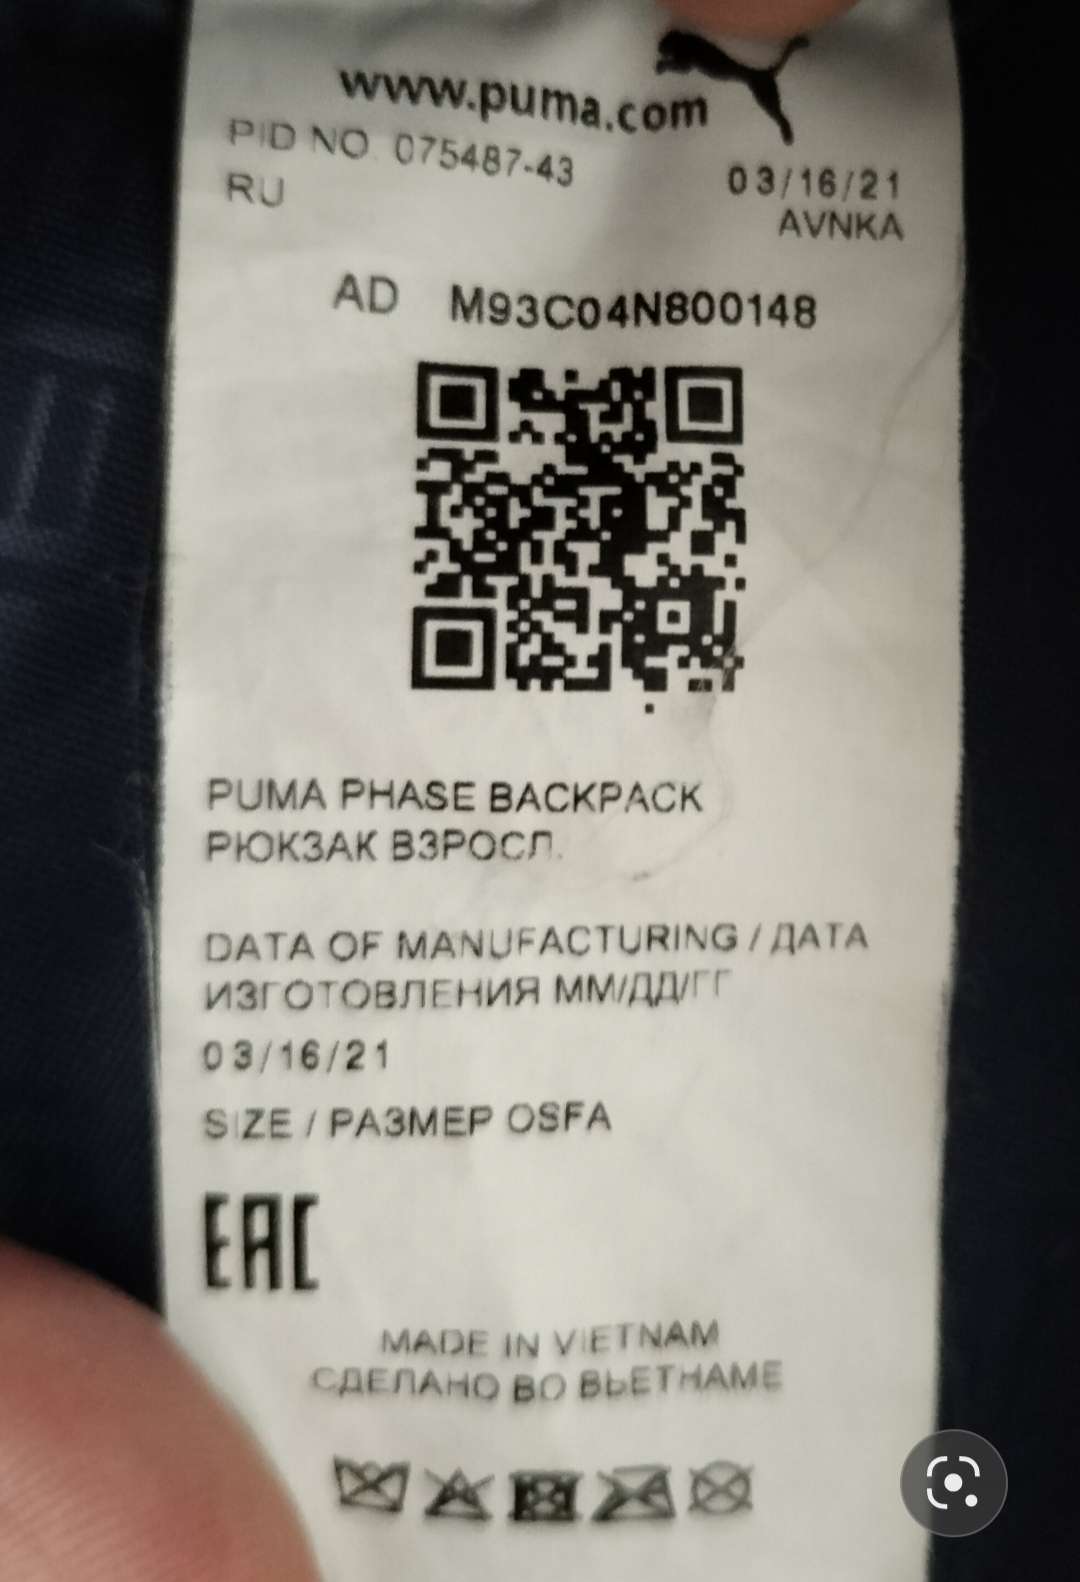 www.puma.com
PID NO. 075487-43
RU
03/16/21
AVNKA
AD M93C04N800148
PUMA PHASE BACKPACK
РЮКЗАК ВЗРОСЛ.
DATA OF MANUFACTURING / ДАТА
ИЗГОТОВЛЕНИЯ ММ/ДД/ГГ
03/16/21
SIZE / РАЗМЕР OSFA
EAC
MADE IN VIETNAM
СДЕЛАНО ВО ВЬЕТНАМЕ